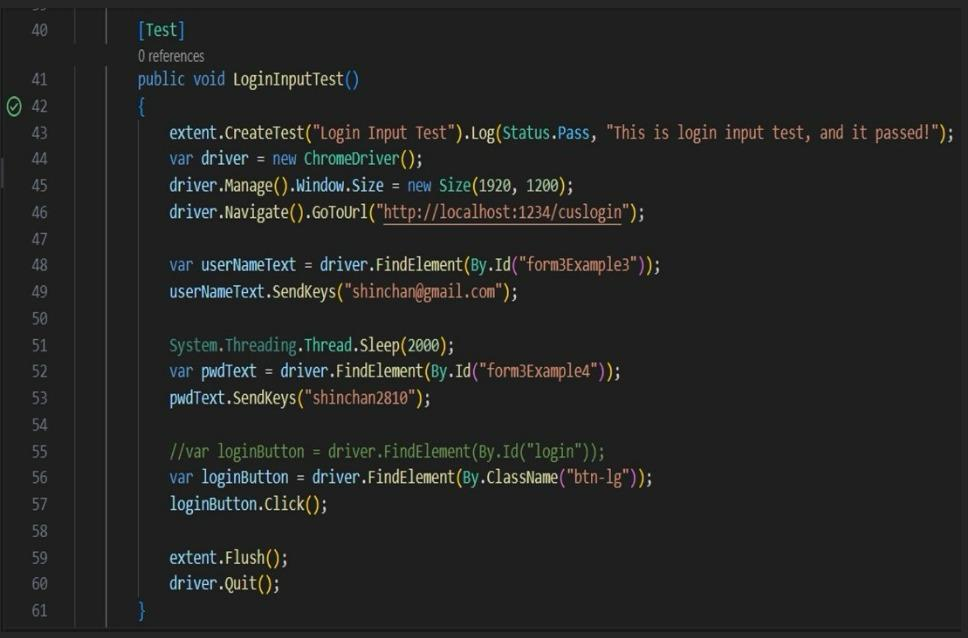 40 [Test]
0 references
41 public void LoginInputTest()
42 {
43 extent.CreateTest("Login Input Test").Log(Status.Pass, "This is login input test, and it passed!");
44 var driver = new ChromeDriver();
45 driver.Manage().Window.Size = new Size(1920, 1200);
46 driver.Navigate().GoToUrl("http://localhost:1234/cuslogin");
47
48 var userNameText = driver.FindElement(By.Id("form3Example3"));
49 userNameText.SendKeys("shinchan@gmail.com");
50
51 System.Threading.Thread.Sleep(2000);
52 var pwdText = driver.FindElement(By.Id("form3Example4"));
53 pwdText.SendKeys("shinchan2810");
54
55 //var loginButton = driver.FindElement(By.Id("login"));
56 var loginButton = driver.FindElement(By.ClassName("btn-lg"));
57 loginButton.Click();
58
59 extent.Flush();
60 driver.Quit();
61 }